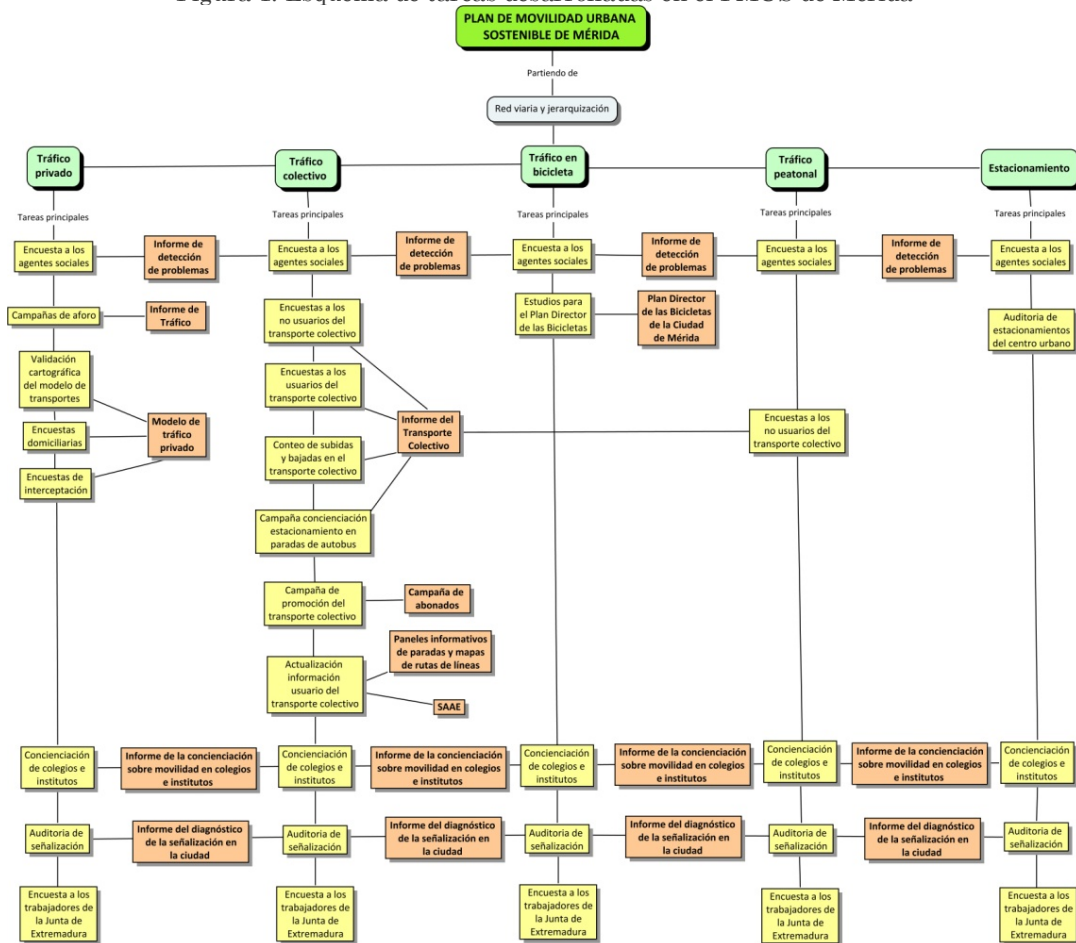 Figura 1: Esquema de tareas desarrolladas en el PMUS de Mérida
PLAN DE MOVILIDAD URBANA
SOSTENIBLE DE MÉRIDA
Partiendo de
Red viaria y jerarquización
Tráfico
privado
Tráfico
colectivo
Tráfico en
bicicleta
Tráfico
peatonal
Estacionamiento
Tareas principales
Tareas principales
Tareas principales
Tareas principales
Tareas principales
Encuesta a los
agentes sociales
Informe de
detección
de problemas
Encuesta a los
agentes sociales
Informe de
detección
de problemas
Encuesta a los
agentes sociales
Informe de
detección
de problemas
Encuesta a los
agentes sociales
Informe de
detección
de problemas
Encuesta a los
agentes sociales
Campañas de aforo
Informe de
Tráfico
Encuestas a los
no usuarios del
transporte colectivo
Estudios para
el Plan Director
de las Bicicletas
Plan Director
de las Bicicletas
de la Ciudad
de Mérida
Auditoria de
estacionamientos
del centro urbano
Validación
cartográfica
del modelo de
transportes
Encuestas a los
usuarios del
transporte colectivo
Encuestas
domiciliarias
Modelo de
tráfico
privado
Conteo de subidas
y bajadas en el
transporte colectivo
Informe del
Transporte
Colectivo
Encuestas a los
no usuarios del
transporte colectivo
Encuestas de
interceptación
Campaña concienciación
estacionamiento en
paradas de autobus
Campaña de
promoción del
transporte colectivo
Campaña de
abonados
Actualización
información
usuario del
transporte colectivo
Paneles informativos
de paradas y mapas
de rutas de líneas
SAAE
Concienciación
de colegios e
institutos
Informe de la concienciación
sobre movilidad en colegios
e institutos
Concienciación
de colegios e
institutos
Informe de la concienciación
sobre movilidad en colegios
e institutos
Concienciación
de colegios e
institutos
Informe de la concienciación
sobre movilidad en colegios
e institutos
Concienciación
de colegios e
institutos
Informe de la concienciación
sobre movilidad en colegios
e institutos
Concienciación
de colegios e
institutos
Auditoria de
señalización
Informe del diagnóstico
de la señalización en
la ciudad
Auditoria de
señalización
Informe del diagnóstico
de la señalización en
la ciudad
Auditoria de
señalización
Informe del diagnóstico
de la señalización en
la ciudad
Auditoria de
señalización
Informe del diagnóstico
de la señalización en
la ciudad
Auditoria de
señalización
Encuesta a los
trabajadores de
la Junta de
Extremadura
Encuesta a los
trabajadores de
la Junta de
Extremadura
Encuesta a los
trabajadores de
la Junta de
Extremadura
Encuesta a los
trabajadores de
la Junta de
Extremadura
Encuesta a los
trabajadores de
la Junta de
Extremadura